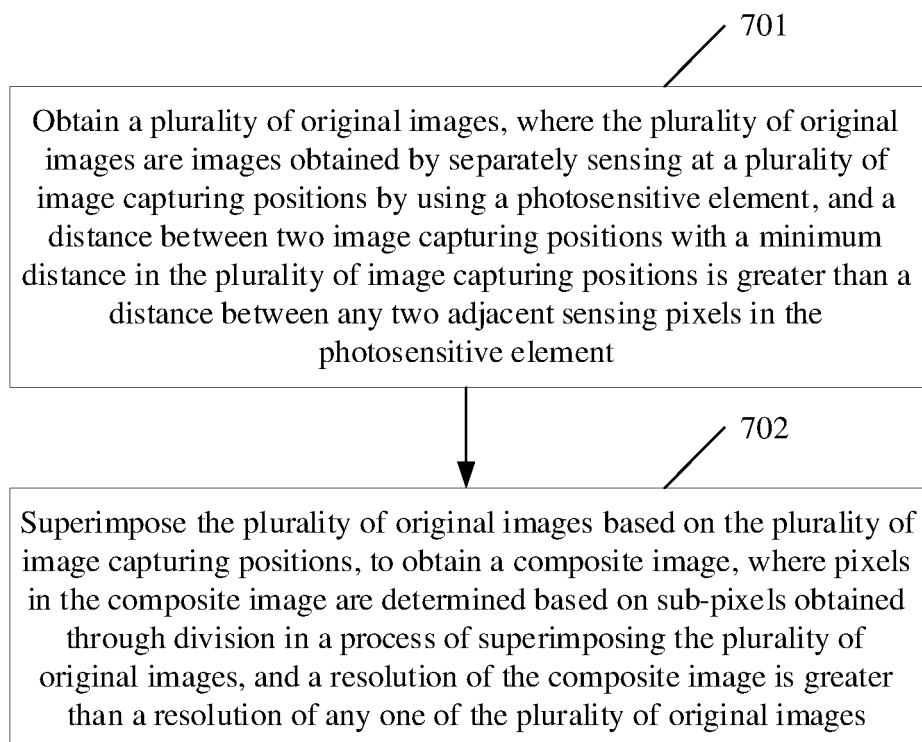 701
Obtain a plurality of original images, where the plurality of original
images are images obtained by separately sensing at a plurality of
image capturing positions by using a photosensitive element, and a
distance between two image capturing positions with a minimum
distance in the plurality of image capturing positions is greater than a
distance between any two adjacent sensing pixels in the
photosensitive element
702
Superimpose the plurality of original images based on the plurality of
image capturing positions, to obtain a composite image, where pixels
in the composite image are determined based on sub-pixels obtained
through division in a process of superimposing the plurality of
original images, and a resolution of the composite image is greater
than a resolution of any one of the plurality of original images